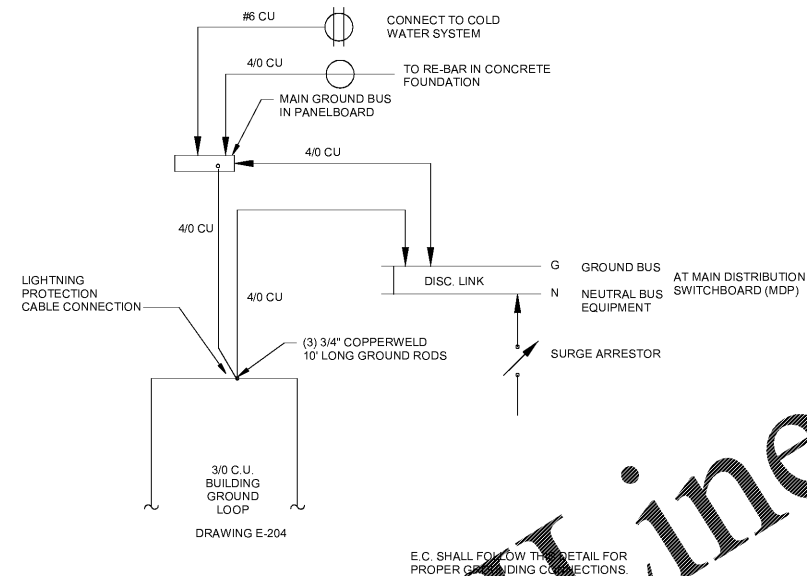 #6 CU
CONNECT TO COLD
WATER SYSTEM
4/0 CU
TO RE-BAR IN CONCRETE
FOUNDATION
MAIN GROUND BUS
IN PANELBOARD
4/0 CU
4/0 CU
G
GROUND BUS
DISC. LINK
AT MAIN DISTRIBUTION
SWITCHBOARD (MDP)
N
NEUTRAL BUS
EQUIPMENT
LIGHTNING
PROTECTION
CABLE CONNECTION
4/0 CU
(3) 3/4" COPPERWELD
10' LONG GROUND RODS
SURGE ARRESTOR
3/0 C.U.
BUILDING
GROUND
LOOP
DRAWING E-204
E.C. SHALL FOLLOW THIS DETAIL FOR
PROPER GROUNDING CONNECTIONS.
Line